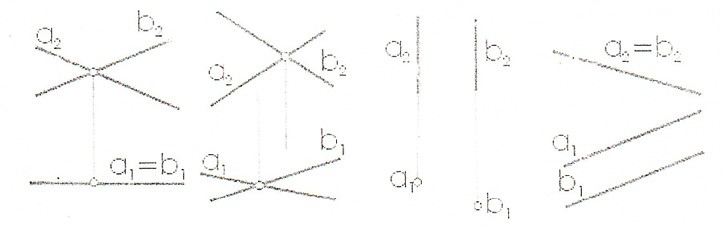 a₂ b₂
a₁=b₁
a₂ b₂
a₁ b₁
a₂ b₂
a₁ b₁
a₂=b₂
a₁
b₁